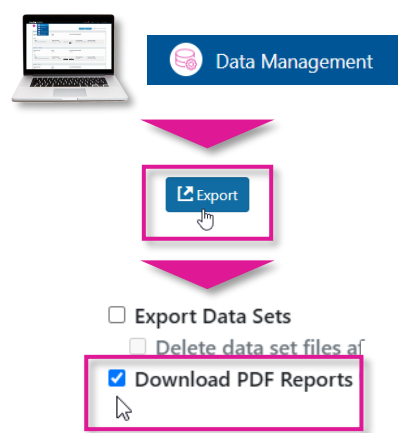 Data Management
Export
Export Data Sets
Delete data set files
Download PDF Reports